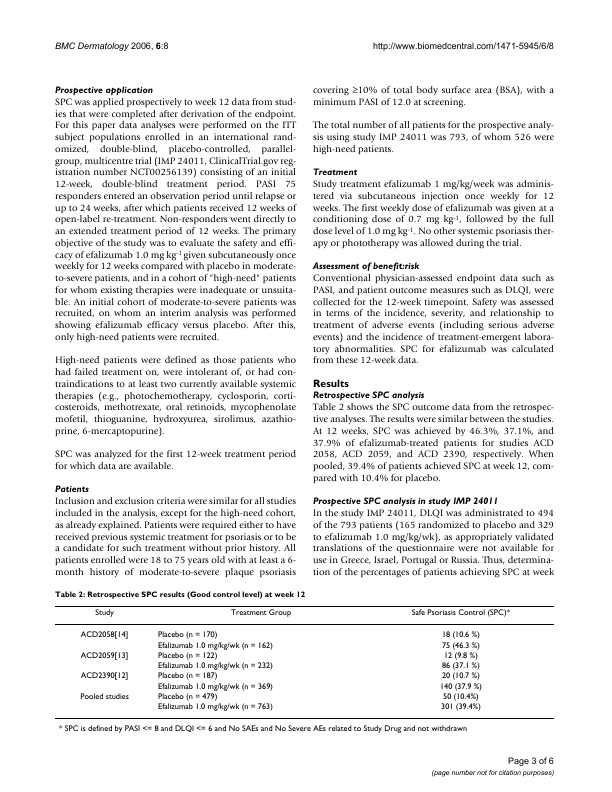 BMC Dermatology 2006, 6:8
http://www.biomedcentral.com/1471-5945/6/8
Prospective application
SPC was applied prospectively to week 12 data from stud-
ies that were completed after derivation of the endpoint.
For this paper data analyses were performed on the ITT
subject populations enrolled in an international rand-
omized, double-blind, placebo-controlled, parallel-
group, multicentre trial (IMP 24011, ClinicalTrial.gov reg-
istration number NCT00256139) consisting of an initial
12-week, double-blind treatment period. PASI 75
responders entered an observation period until relapse or
up to 24 weeks, after which patients received 12 weeks of
open-label re-treatment. Non-responders went directly to
an extended treatment period of 12 weeks. The primary
objective of the study was to evaluate the safety and effi-
cacy of efalizumab 1.0 mg kg-1 given subcutaneously once
weekly for 12 weeks compared with placebo in moderate-
to-severe patients, and in a cohort of "high-need" patients
for whom existing therapies were inadequate or unsuita-
ble. An initial cohort of moderate-to-severe patients was
recruited, on whom an interim analysis was performed
showing efalizumab efficacy versus placebo. After this,
only high-need patients were recruited.
High-need patients were defined as those patients who
had failed treatment on, were intolerant of, or had con-
traindications to at least two currently available systemic
therapies (e.g., photochemotherapy, cyclosporin, corti-
costeroids, methotrexate, oral retinoids, mycophenolate
mofetil, thioguanine, hydroxyurea, sirolimus, azathio-
prine, 6-mercaptopurine).
SPC was analyzed for the first 12-week treatment period
for which data are available.
Patients
Inclusion and exclusion criteria were similar for all studies
included in the analysis, except for the high-need cohort,
as already explained. Patients were required either to have
received previous systemic treatment for psoriasis or to be
a candidate for such treatment without prior history. All
patients enrolled were 18 to 75 years old with at least a 6-
month history of moderate-to-severe plaque psoriasis
covering ≥10% of total body surface area (BSA), with a
minimum PASI of 12.0 at screening.
The total number of all patients for the prospective analy-
sis using study IMP 24011 was 793, of whom 526 were
high-need patients.
Treatment
Study treatment efalizumab 1 mg/kg/week was adminis-
tered via subcutaneous injection once weekly for 12
weeks. The first weekly dose of efalizumab was given at a
conditioning dose of 0.7 mg kg-1, followed by the full
dose level of 1.0 mg kg-1. No other systemic psoriasis ther-
apy or phototherapy was allowed during the trial.
Assessment of benefit:risk
Conventional physician-assessed endpoint data such as
PASI, and patient outcome measures such as DLQI, were
collected for the 12-week timepoint. Safety was assessed
in terms of the incidence, severity, and relationship to
treatment of adverse events (including serious adverse
events) and the incidence of treatment-emergent labora-
tory abnormalities. SPC for efalizumab was calculated
from these 12-week data.
Results
Retrospective SPC analysis
Table 2 shows the SPC outcome data from the retrospec-
tive analyses. The results were similar between the studies.
At 12 weeks, SPC was achieved by 46.3%, 37.1%, and
37.9% of efalizumab-treated patients for studies ACD
2058, ACD 2059, and ACD 2390, respectively. When
pooled, 39.4% of patients achieved SPC at week 12, com-
pared with 10.4% for placebo.
Prospective SPC analysis in study IMP 24011
In the study IMP 24011, DLQI was administrated to 494
of the 793 patients (165 randomized to placebo and 329
to efalizumab 1.0 mg/kg/wk), as appropriately validated
translations of the questionnaire were not available for
use in Greece, Israel, Portugal or Russia. Thus, determina-
tion of the percentages of patients achieving SPC at week
Table 2: Retrospective SPC results (Good control level) at week 12
Study Treatment Group Safe Psoriasis Control (SPC)*
ACD2058[14] Placebo (n = 170) 18 (10.6 %)
Efalizumab 1.0 mg/kg/wk (n = 162) 75 (46.3 %)
ACD2059[13] Placebo (n = 122) 12 (9.8 %)
Efalizumab 1.0 mg/kg/wk (n = 232) 86 (37.1 %)
ACD2390[12] Placebo (n = 187) 20 (10.7 %)
Efalizumab 1.0 mg/kg/wk (n = 369) 140 (37.9 %)
Pooled studies Placebo (n = 479) 50 (10.4%)
Efalizumab 1.0 mg/kg/wk (n = 763) 301 (39.4%)
* SPC is defined by PASI <= 8 and DLQI <= 6 and No SAEs and No Severe AEs related to Study Drug and not withdrawn
Page 3 of 6
(page number not for citation purposes)